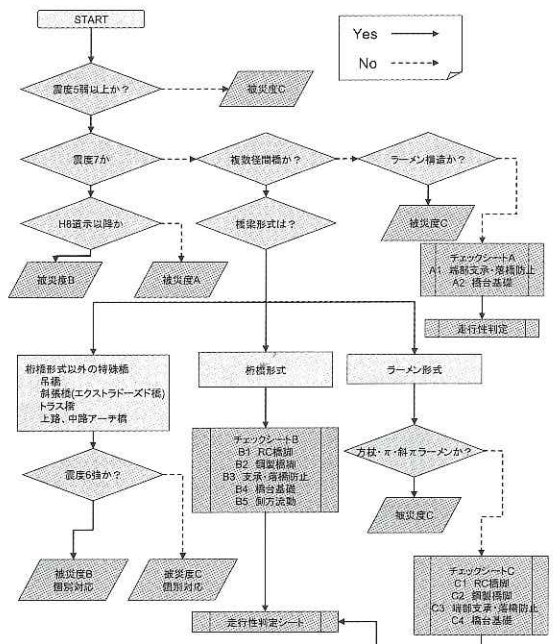 START
Yes
No
震度5弱以上か?
被災度C
震度7か
複数径間橋か?
ラーメン構造か?
H8道示以降か
橋梁形式は?
被災度C
被災度B
被災度A
チェックシートA
A1 端部支承・落橋防止
A2 橋台基礎
走行性判定
桁橋形式以外の特殊橋
吊橋
斜張橋(エクストラドーズド橋)
トラス橋
上路、中路アーチ橋
桁橋形式
ラーメン形式
チェックシートB
B1 RC橋脚
B2 鋼製橋脚
B3 支承・落橋防止
B4 橋台基礎
B5 側方流動
方杖・π・斜πラーメンか?
震度6強か?
被災度C
被災度B
個別対応
被災度C
個別対応
チェックシートC
C1 RC橋脚
C2 鋼製橋脚
C3 端部支承・落橋防止
C4 橋台基礎
走行性判定シート